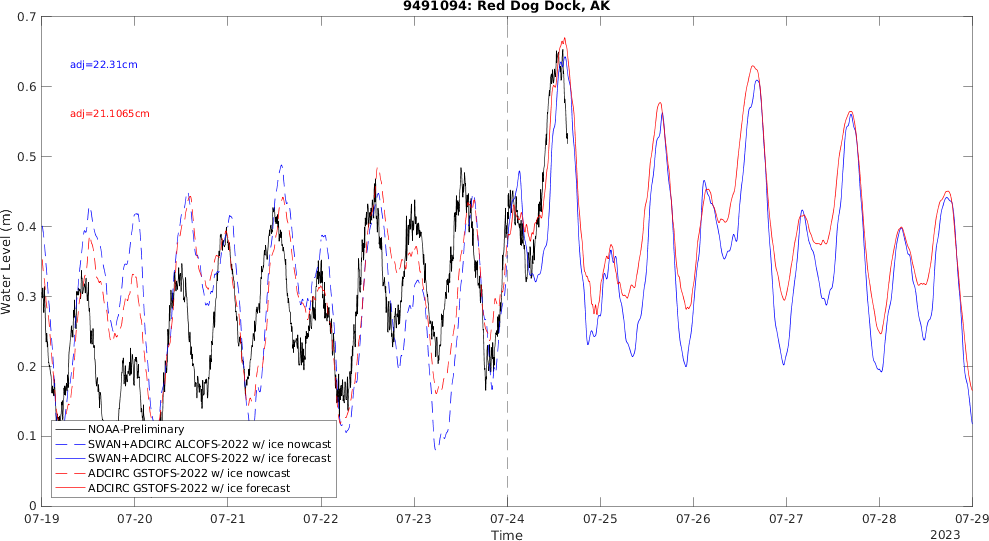 9491094: Red Dog Dock, AK
adj=22.31cm
adj=21.1065cm
Water Level (m)
0.7
0.6
0.5
0.4
0.3
0.2
0.1
0
NOAA-Preliminary
SWAN+ADCIRC ALCOFS-2022 w/ ice nowcast
SWAN+ADCIRC ALCOFS-2022 w/ ice forecast
ADCIRC GSTOFS-2022 w/ ice nowcast
ADCIRC GSTOFS-2022 w/ ice forecast
07-19 07-20 07-21 07-22 07-23 07-24 07-25 07-26 07-27 07-28 07-29
Time
2023